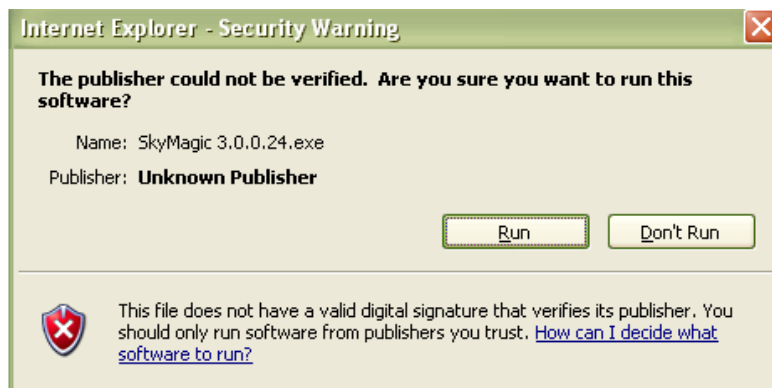 Internet Explorer - Security Warning
The publisher could not be verified. Are you sure you want to run this
software?
Name: SkyMagic 3.0.0.24.exe
Publisher: Unknown Publisher
Run Don't Run
This file does not have a valid digital signature that verifies its publisher. You
should only run software from publishers you trust. How can I decide what
software to run?